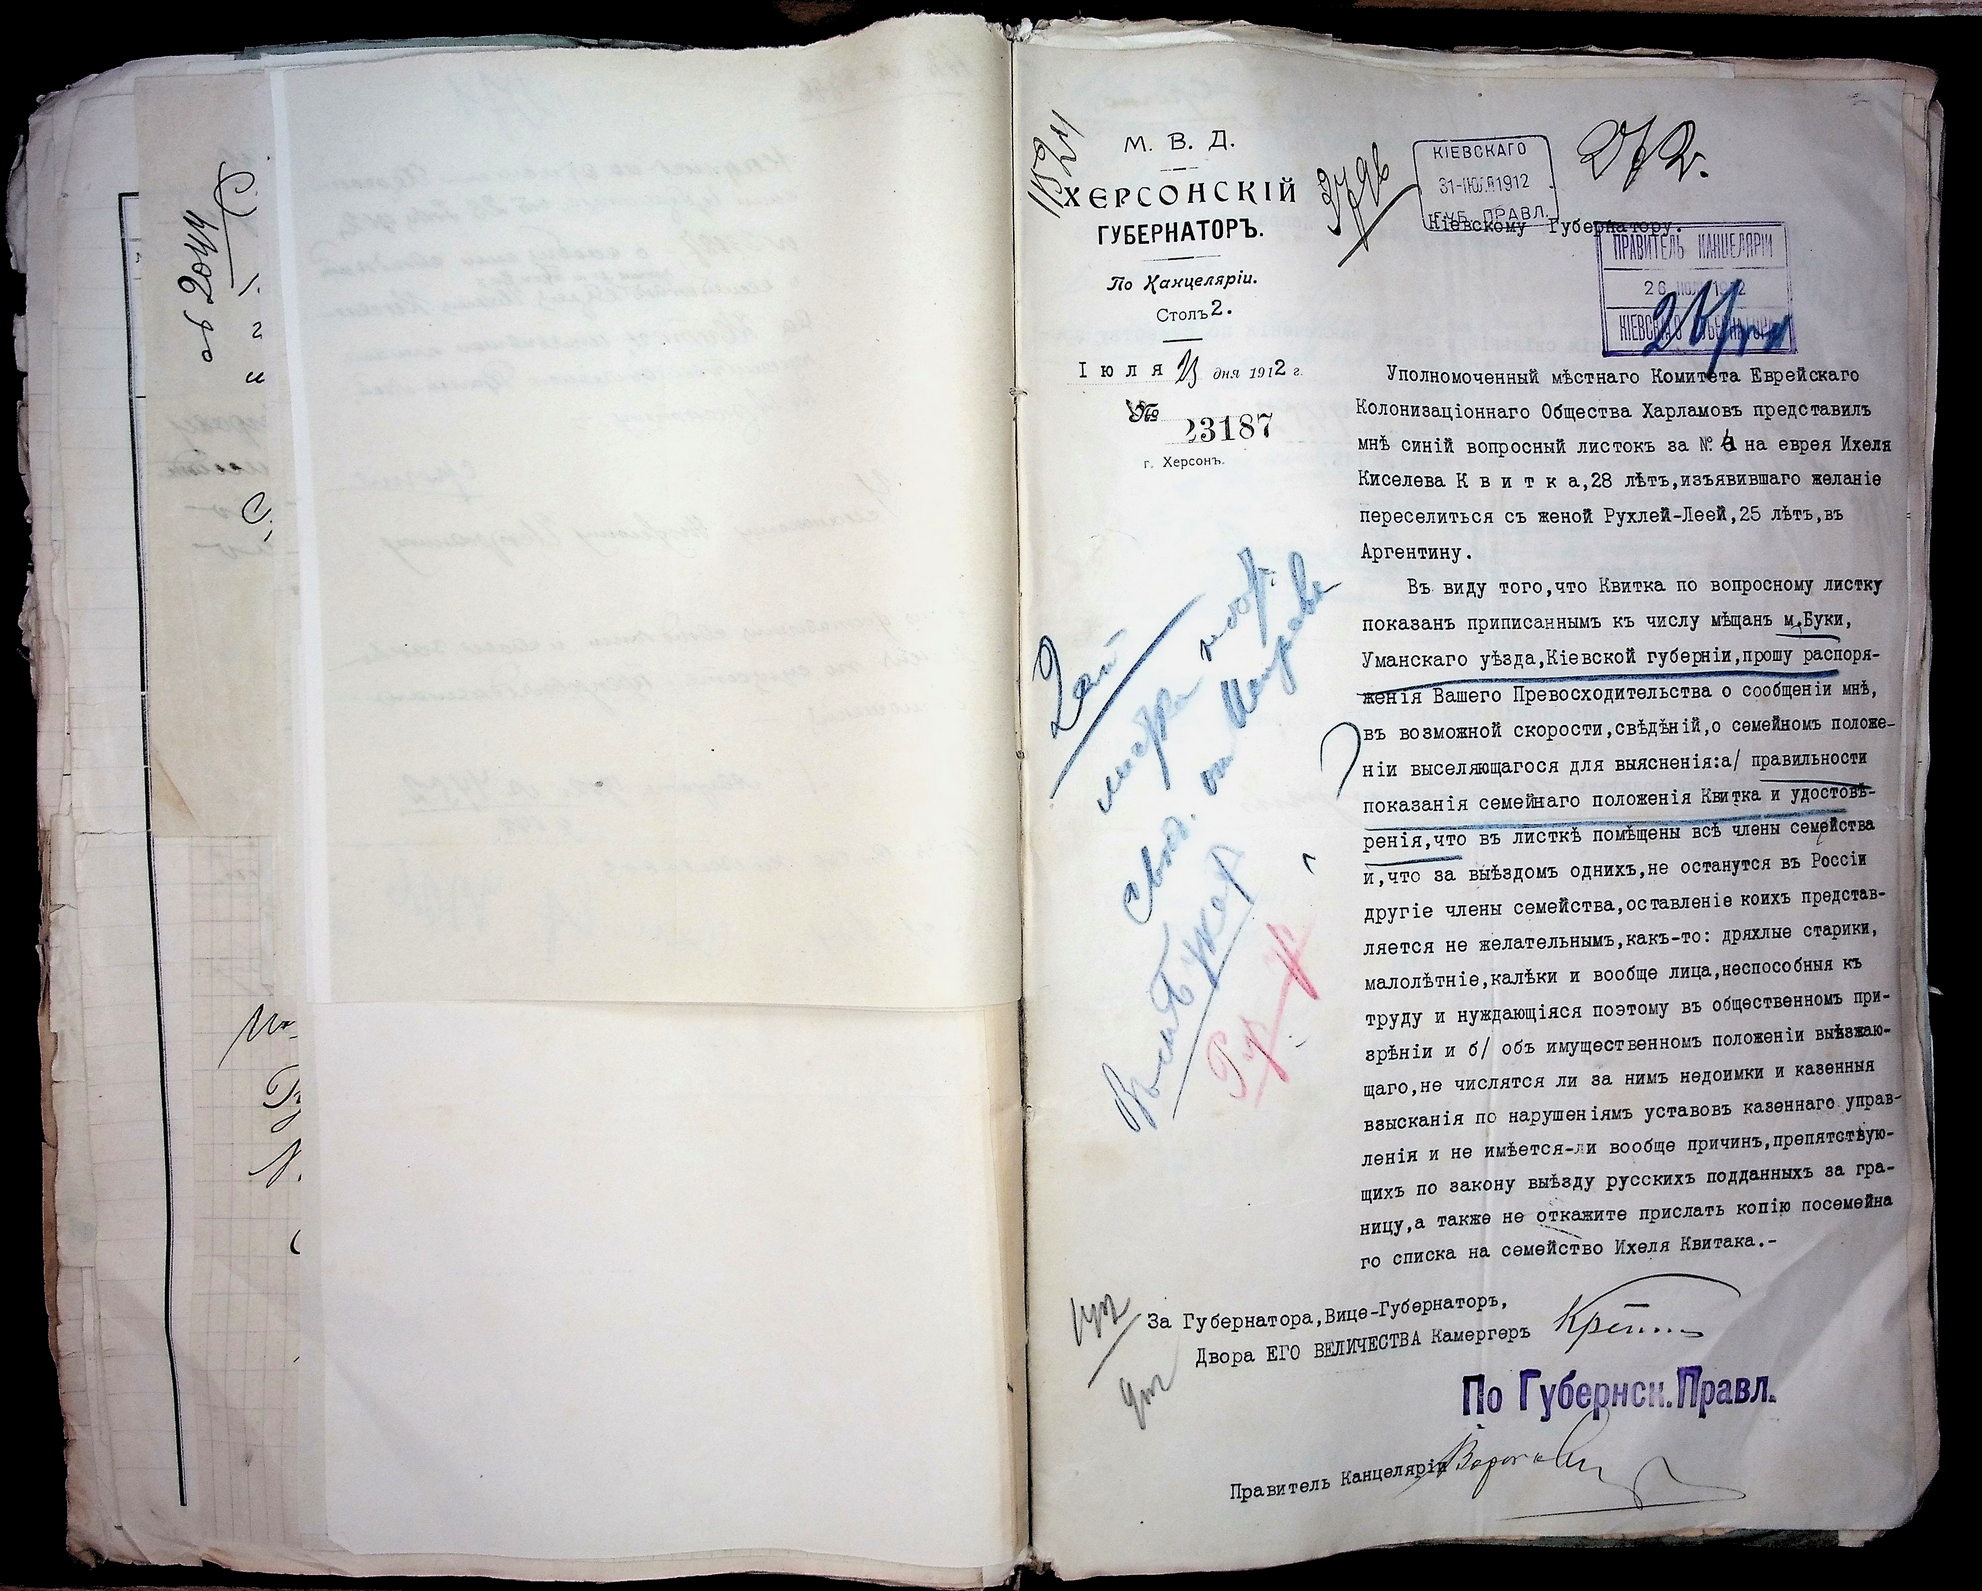 об 2044
11524
М. В. Д.
ХЕРСОНСКІЙ
ГУБЕРНАТОРЪ.
По Канцеляріи.
Столъ 2.
Іюля 23 дня 1912 г.
№ 23187
г. Херсонъ.
КІЕВСКАГО
31-ІЮЛЯ 1912
ГУБ. ПРАВЛ.
272.
Кіевскому Губернатору.
ПРАВИТЕЛЬ КАНЦЕЛЯРІИ
26 ІЮЛ 1912
КІЕВСКАГО ГУБЕРНАТОРА
Уполномоченный мѣстнаго Комитета Еврейскаго
Колонизаціоннаго Общества Харламовъ представилъ
мнѣ синій вопросный листокъ за № на еврея Ихеля
Киселева К в и т к а,28 лѣтъ,изъявившаго желаніе
переселиться съ женой Рухлей-Леей,25 лѣтъ,въ
Аргентину.
Въ виду того,что Квитка по вопросному листку
показанъ приписаннымъ къ числу мѣщанъ м.Буки,
Уманскаго уѣзда,Кіевской губерніи,прошу распоря-
женія Вашего Превосходительства о сообщеніи мнѣ,
въ возможной скорости,свѣдѣній,о семейномъ положе-
ніи выселяющагося для выясненія:а/ правильности
показанія семейнаго положенія Квитка и удостовѣ-
ренія,что въ листкѣ помѣщены всѣ члены семейства
и,что за выѣздомъ однихъ,не останутся въ Россіи
другіе члены семейства,оставленіе коихъ представ-
ляется не желательнымъ,какъ-то: дряхлые старики,
малолѣтніе,калѣки и вообще лица,неспособныя къ
труду и нуждающіяся поэтому въ общественномъ при-
зрѣніи и б/ объ имущественномъ положеніи выѣзжаю-
щаго,не числятся ли за нимъ недоимки и казенныя
взысканія по нарушеніямъ уставовъ казеннаго управ-
ленія и не имѣется-ли вообще причинъ,препятствую-
щихъ по закону выѣзду русскихъ подданныхъ за гра-
ницу,а также не откажите прислать копію посемейна
го списка на семейство Ихеля Квитака.-
За Губернатора,Вице-Губернаторъ,
Двора ЕГО ВЕЛИЧЕСТВА Камергеръ
По Губернск. Правл.
Правитель Канцеляріи